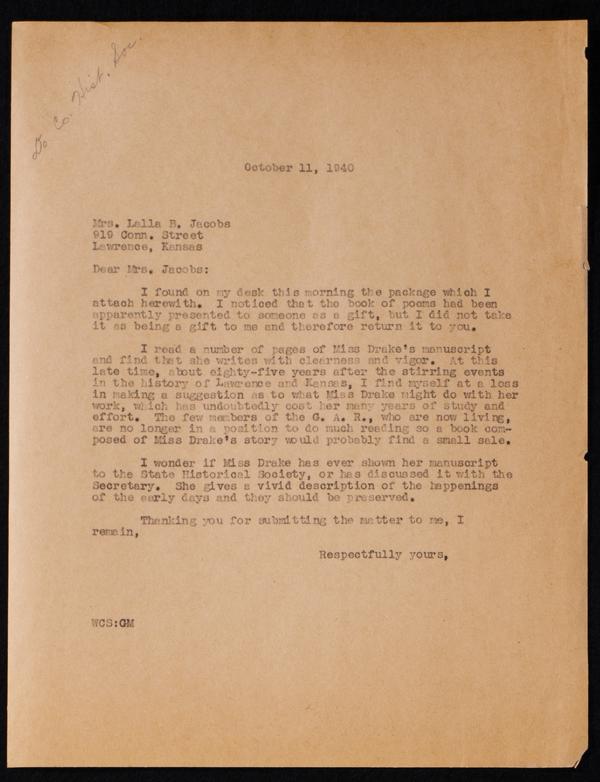 Do Co. Hist. Soc.
October 11, 1940
Mrs. Lalla B. Jacobs
919 Conn. Street
Lawrence, Kansas
Dear Mrs. Jacobs:
I found on my desk this morning the package which I
attach herewith. I noticed that the book of poems had been
apparently presented to someone as a gift, but I did not take
it as being a gift to me and therefore return it to you.
I read a number of pages of Miss Drake's manuscript
and find that she writes with clearness and vigor. At this
late time, about eighty-five years after the stirring events
in the history of Lawrence and Kansas, I find myself at a loss
in making a suggestion as to what Miss Drake might do with her
work, which has undoubtedly cost her many years of study and
effort. The few members of the G. A. R., who are now living,
are no longer in a position to do much reading so a book com-
posed of Miss Drake's story would probably find a small sale.
I wonder if Miss Drake has ever shown her manuscript
to the State Historical Society, or has discussed it with the
Secretary. She gives a vivid description of the happenings
of the early days and they should be preserved.
Thanking you for submitting the matter to me, I
remain,
Respectfully yours,
WCS:GM